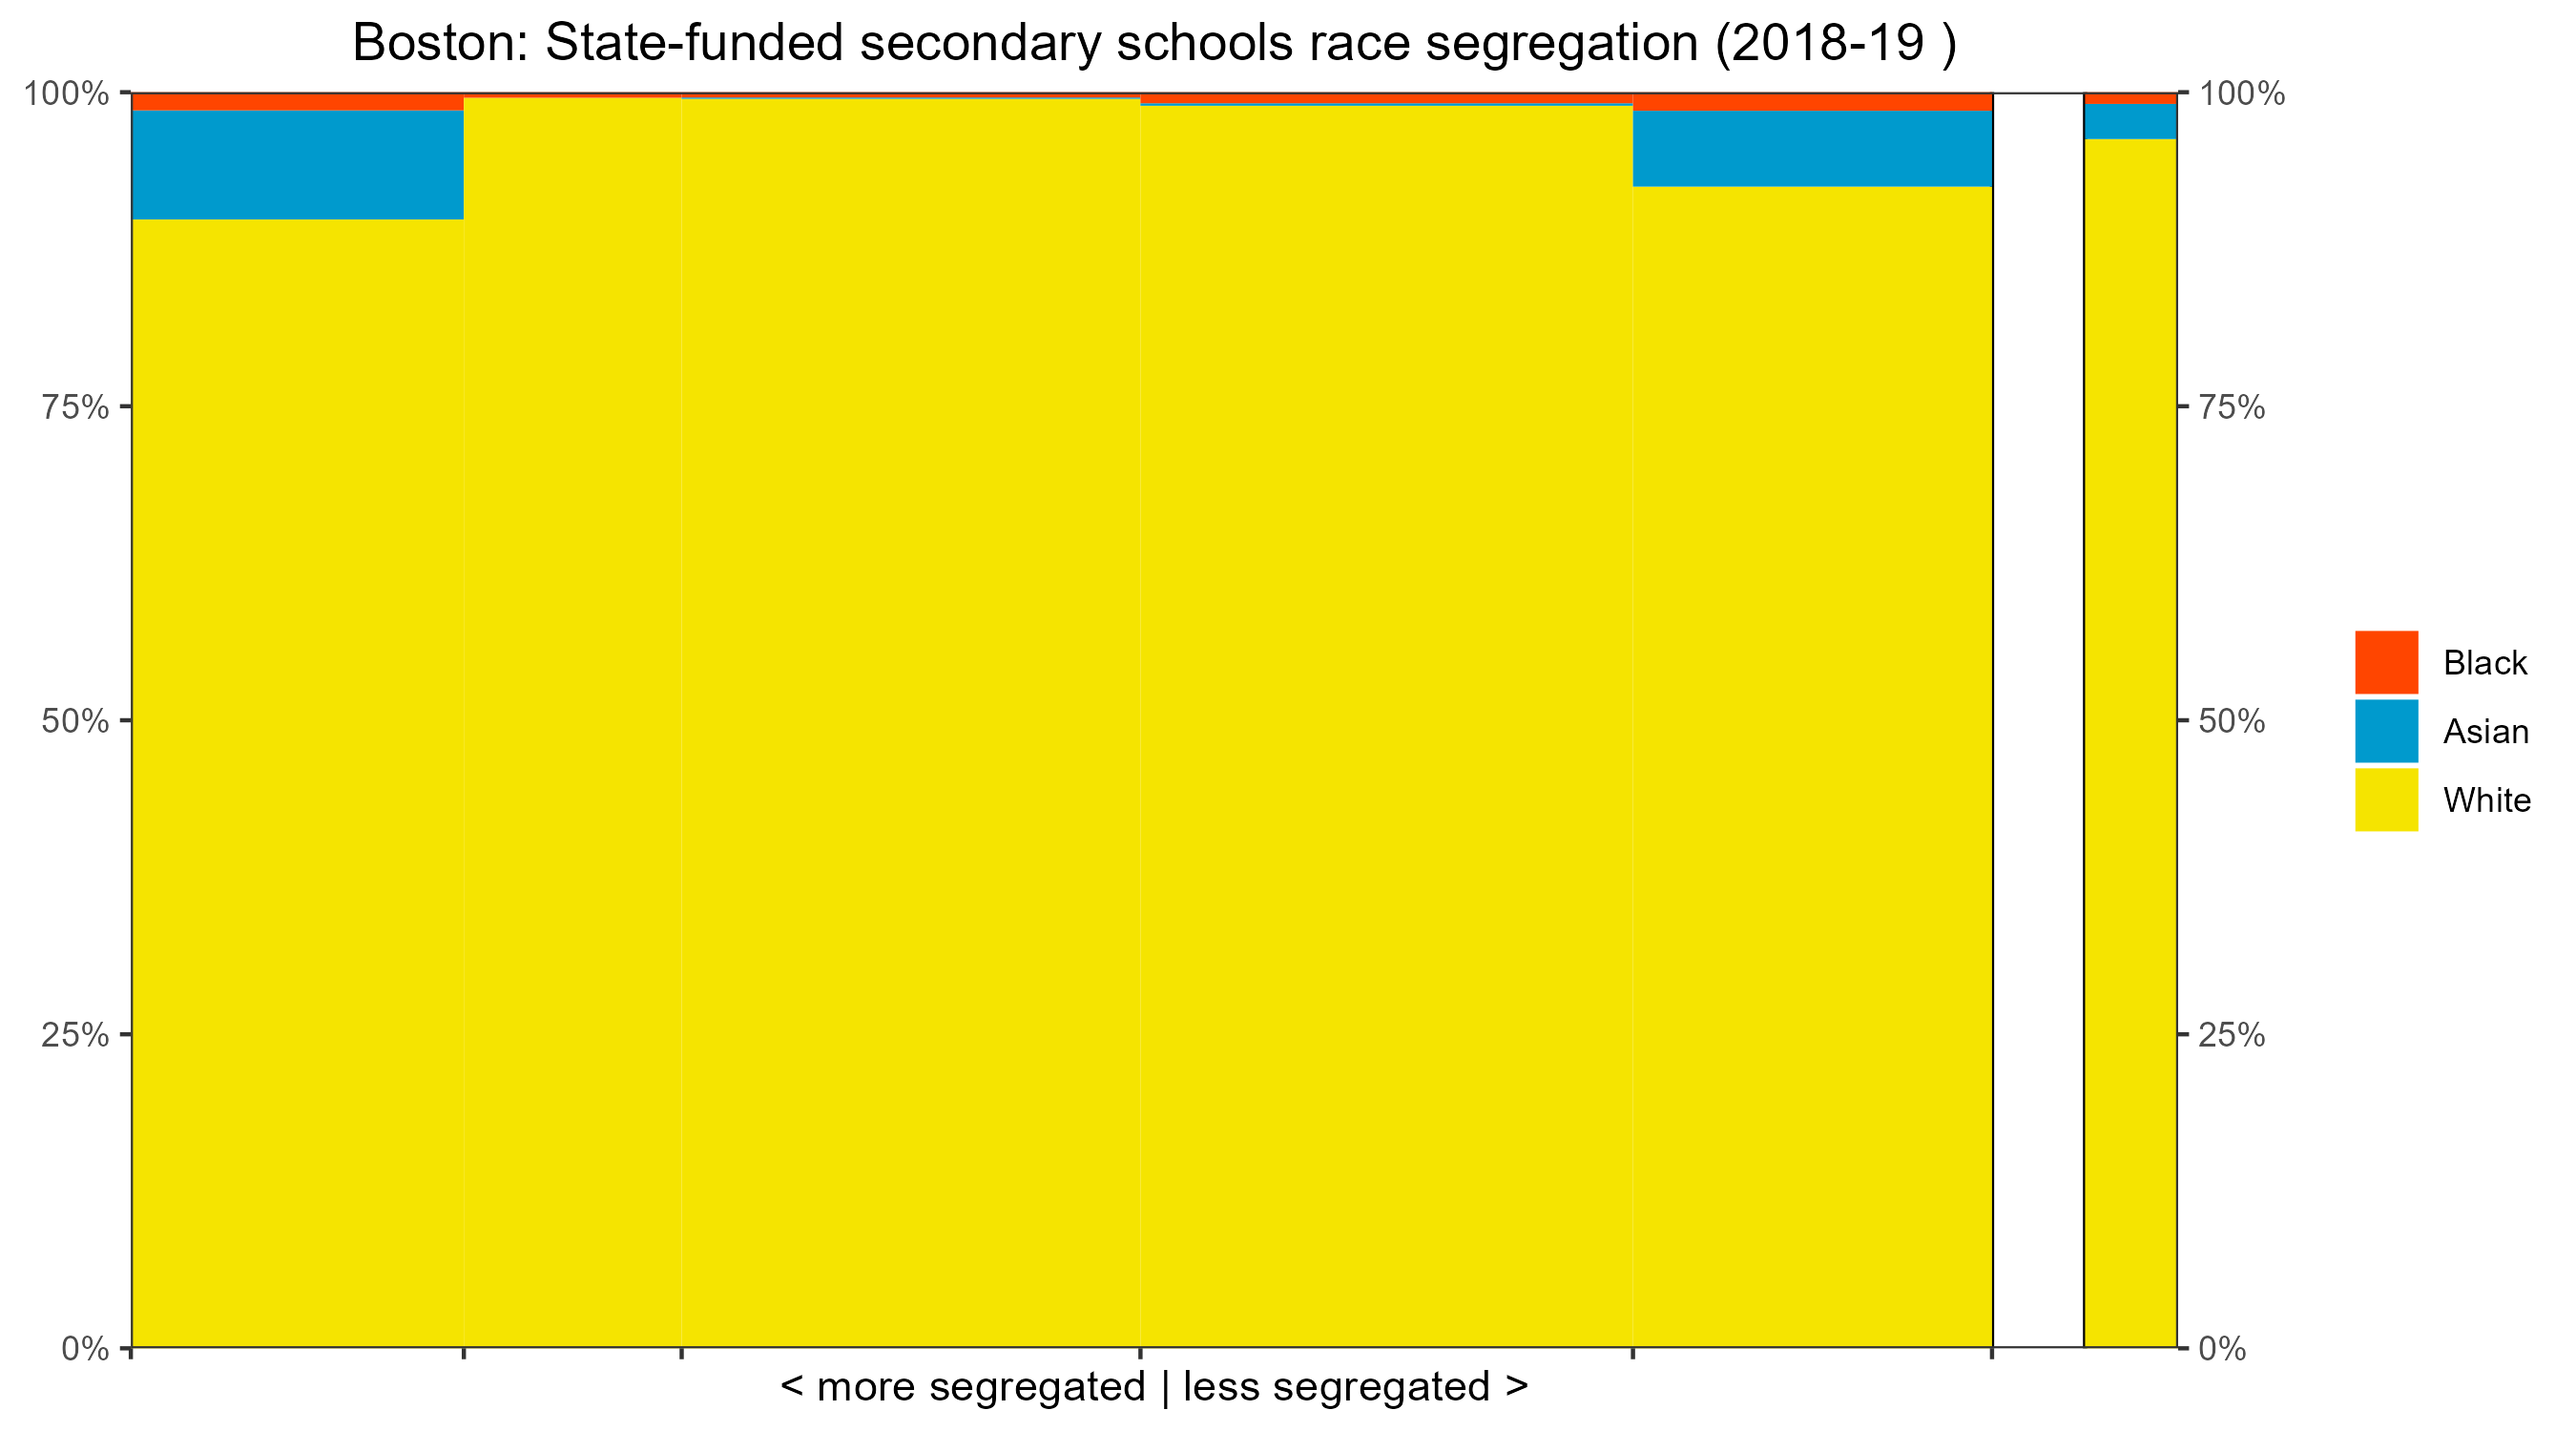 Boston: State-funded secondary schools race segregation (2018-19 )
100%
75%
50%
25%
0%
100%
75%
50%
25%
0%
Black
Asian
White
< more segregated | less segregated >